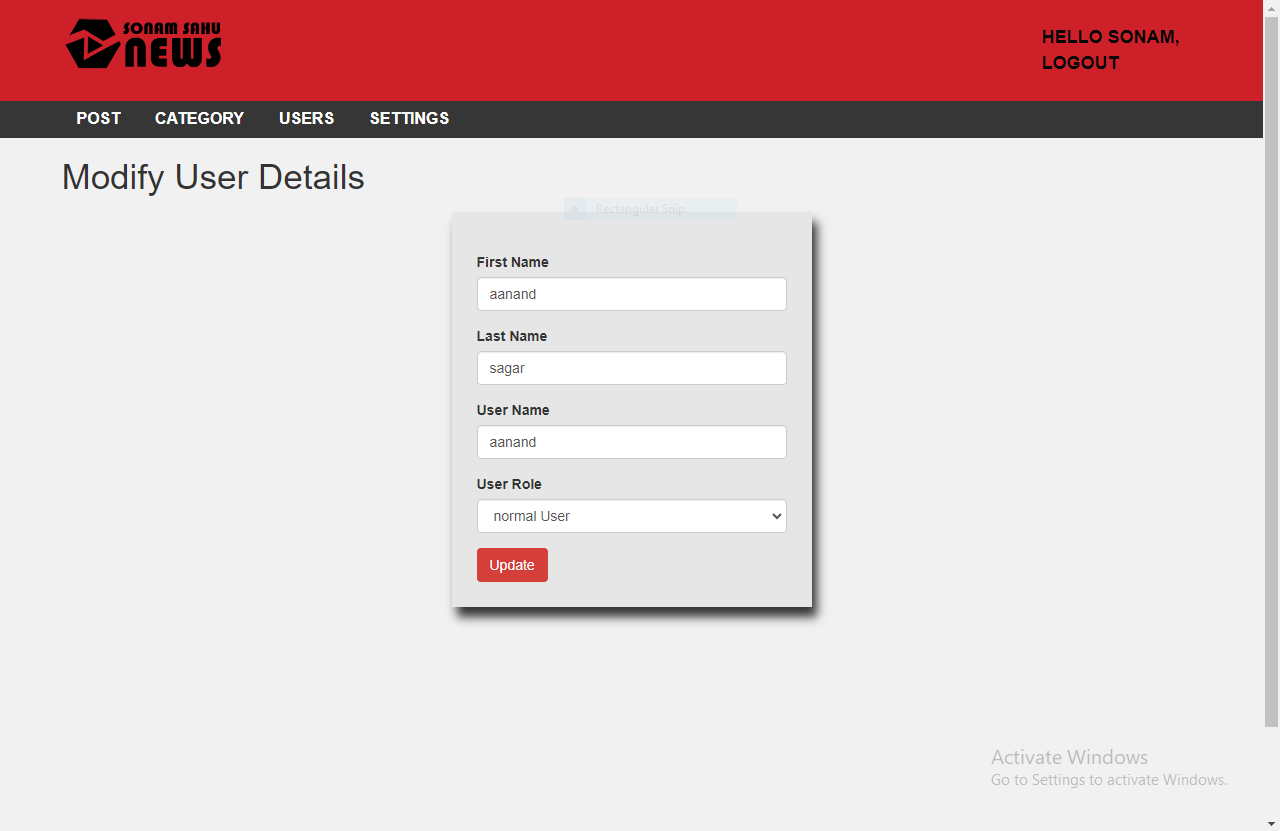 SONAM SAHU
NEWS
HELLO SONAM,
LOGOUT
POST CATEGORY USERS SETTINGS
Modify User Details
Rectangular Snip
First Name
aanand
Last Name
sagar
User Name
aanand
User Role
normal User
Update
Activate Windows
Go to Settings to activate Windows.